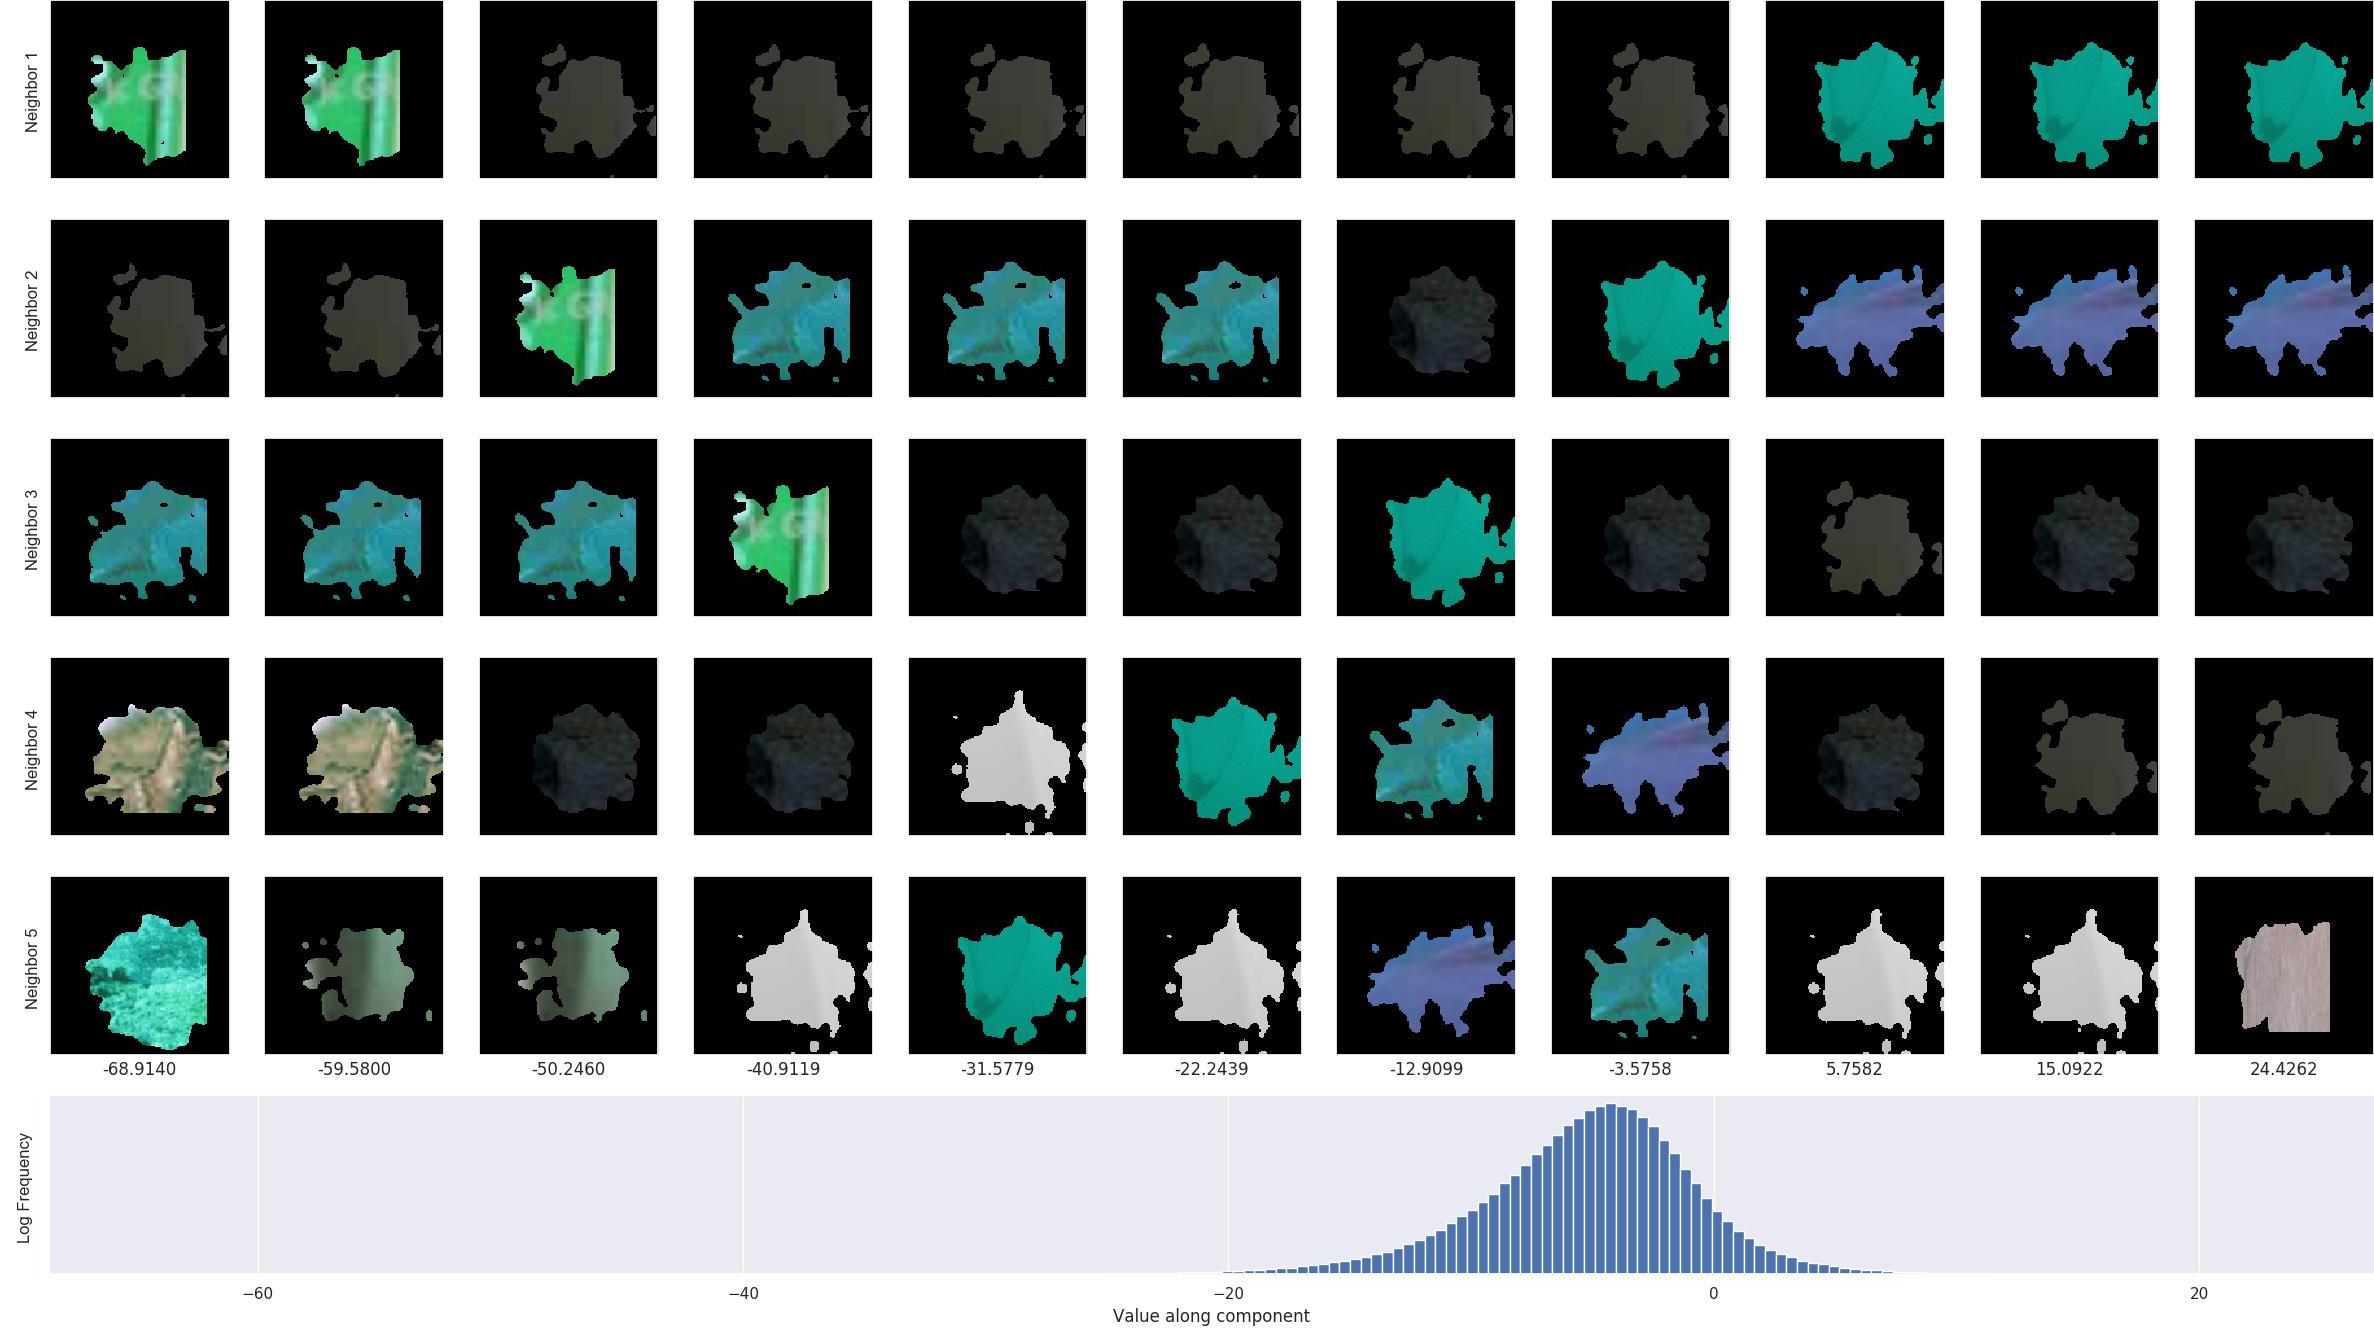 Neighbor 1
Neighbor 2
Neighbor 3
Neighbor 4
Neighbor 5
-68.9140 -59.5800 -50.2460 -40.9119 -31.5779 -22.2439 -12.9099 -3.5758 5.7582 15.0922 24.4262
Log Frequency
−60 −40 −20 0 20
Value along component